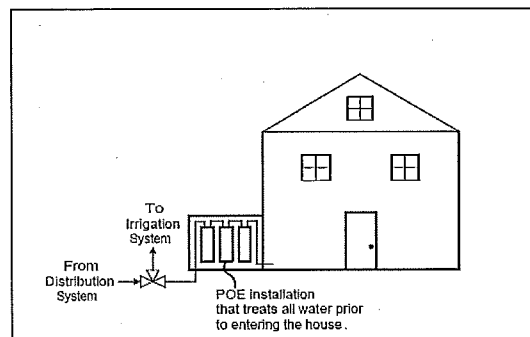 To
Irrigation
System
From
Distribution
System
POE installation
that treats all water prior
to entering the house.